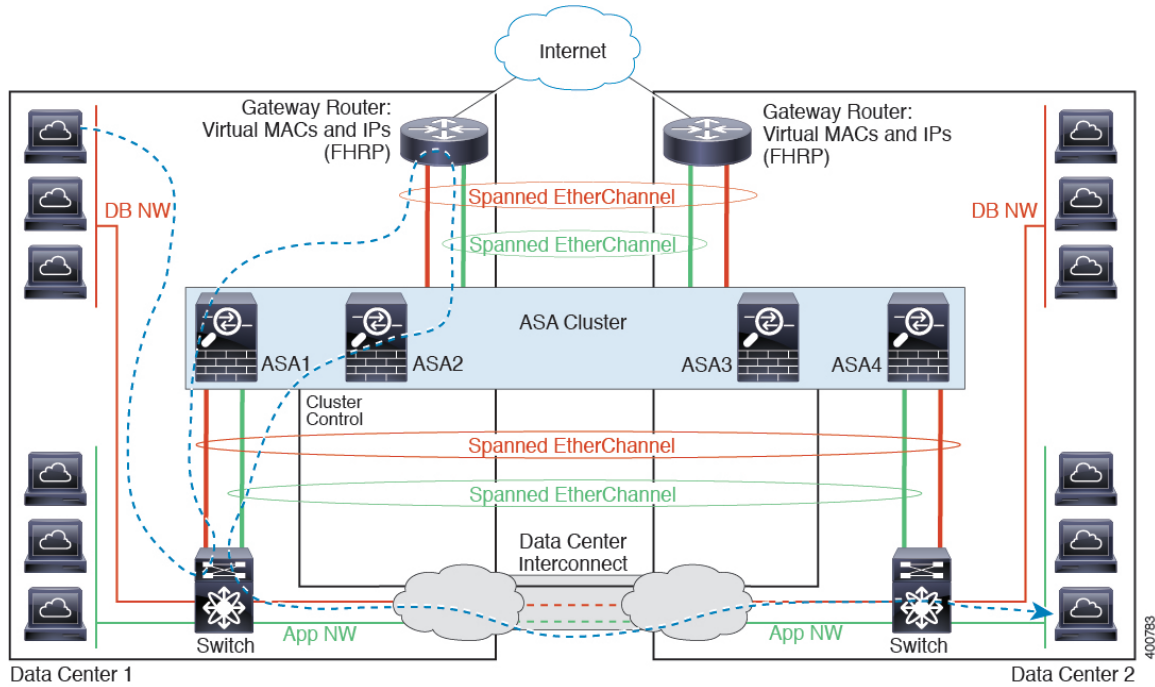 Internet
Gateway Router:
Virtual MACs and IPs
(FHRP)
Gateway Router:
Virtual MACs and IPs
(FHRP)
DB NW
Spanned EtherChannel
DB NW
Spanned EtherChannel
ASA Cluster
ASA1
ASA2
ASA3
ASA4
Cluster
Control
Spanned EtherChannel
Spanned EtherChannel
Data Center
Interconnect
Switch
App NW
App NW
Switch
400783
Data Center 1
Data Center 2